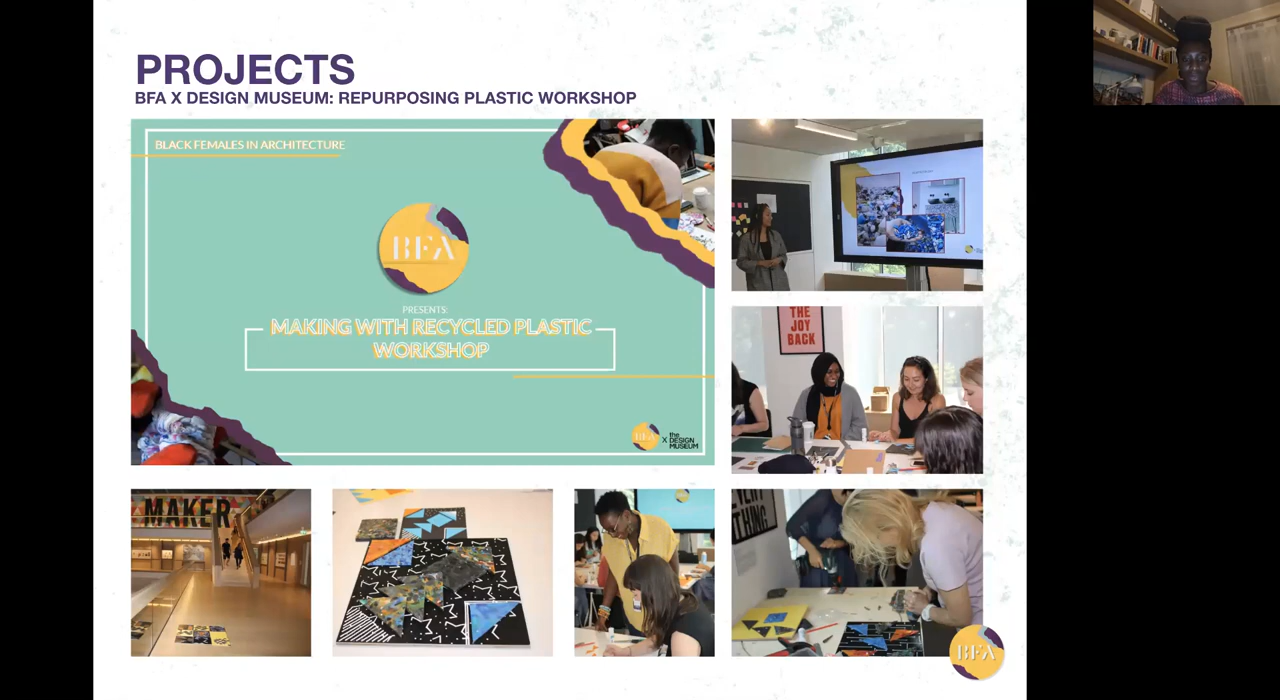 PROJECTS
BFA X DESIGN MUSEUM: REPURPOSING PLASTIC WORKSHOP
BLACK FEMALES IN ARCHITECTURE
BFA
PRESENTS:
MAKING WITH RECYCLED PLASTIC
WORKSHOP
BFA
X
the
DESIGN
MUSEUM
THE
JOY
BACK
MAKER
THING
BFA